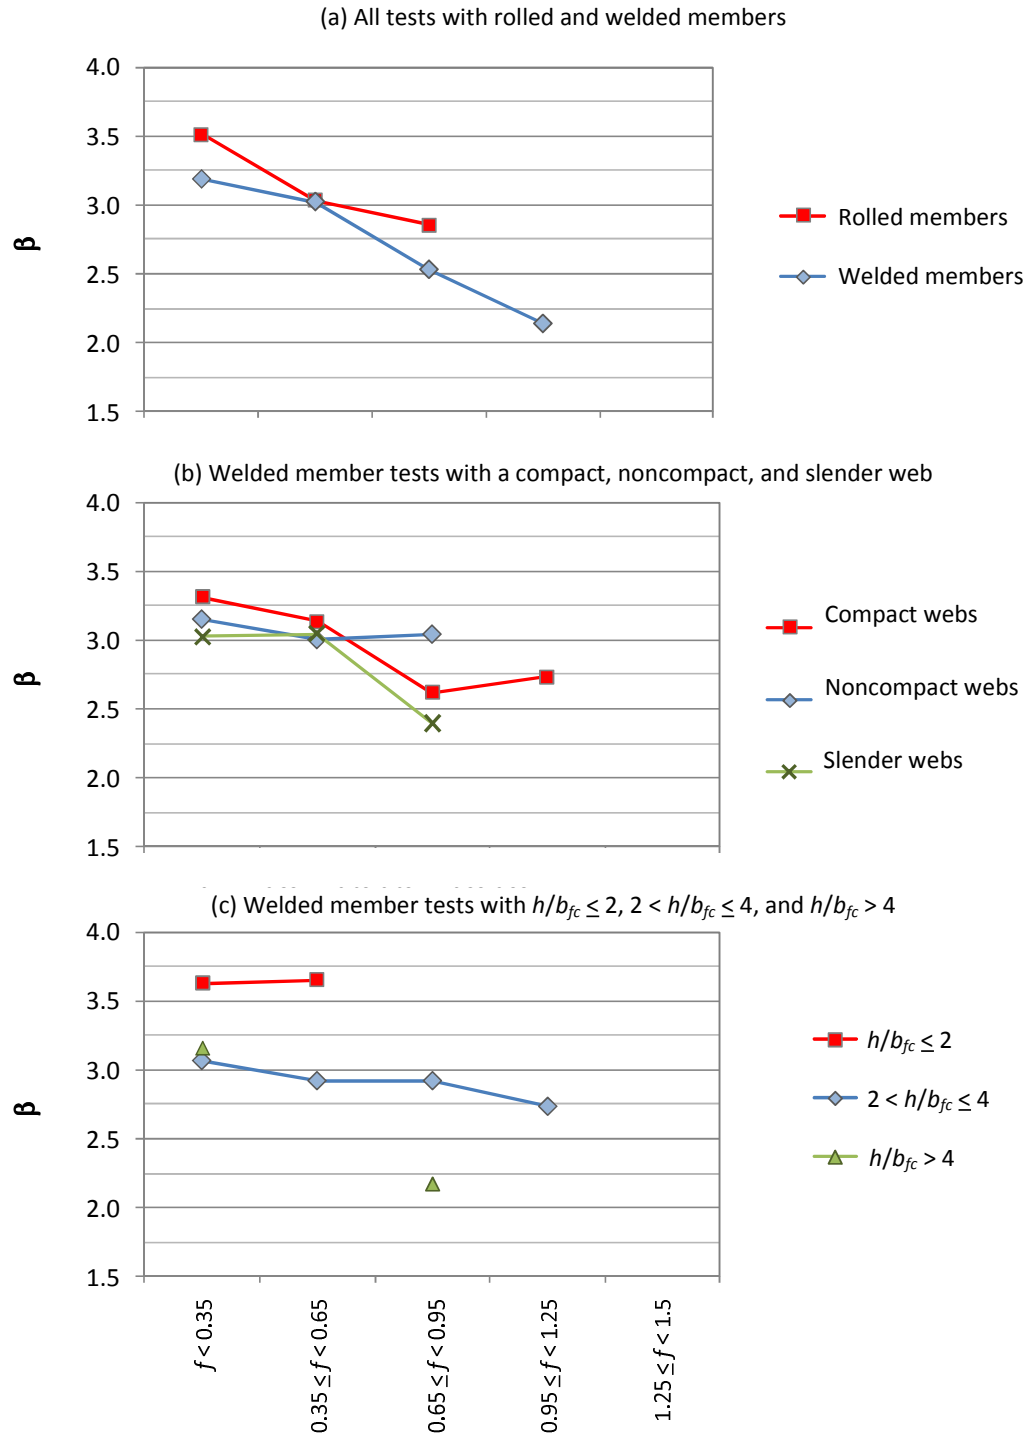 (a) All tests with rolled and welded members
4.0
3.5
3.0
2.5
2.0
1.5
β
Rolled members
Welded members
(b) Welded member tests with a compact, noncompact, and slender web
4.0
3.5
3.0
2.5
2.0
1.5
β
Compact webs
Noncompact webs
Slender webs
(c) Welded member tests with h/bfc ≤ 2, 2 < h/bfc ≤ 4, and h/bfc > 4
4.0
3.5
3.0
2.5
2.0
1.5
β
h/bfc ≤ 2
2 < h/bfc ≤ 4
h/bfc > 4
f < 0.35
0.35 ≤ f < 0.65
0.65 ≤ f < 0.95
0.95 ≤ f < 1.25
1.25 ≤ f < 1.5